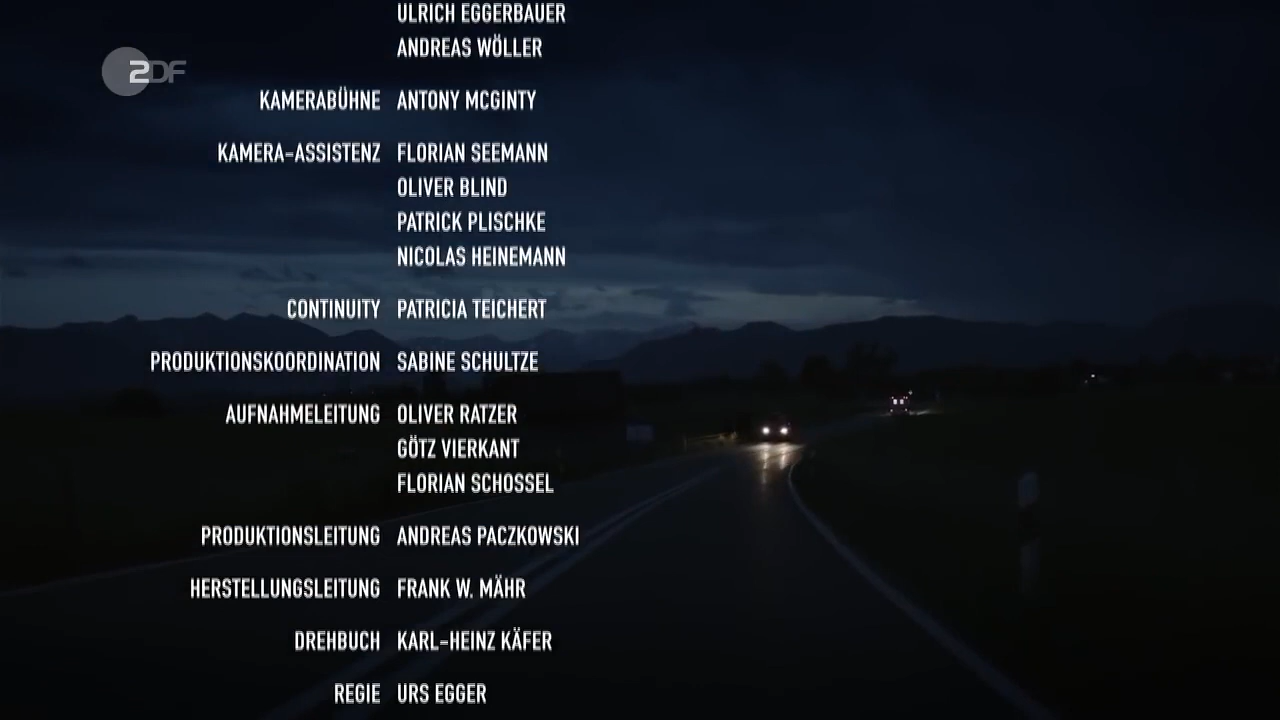 ULRICH EGGERBAUER
ANDREAS WÖLLER
ZDF
KAMERABÜHNE ANTONY MCGINTY
KAMERA-ASSISTENZ FLORIAN SEEMANN
OLIVER BLIND
PATRICK PLISCHKE
NICOLAS HEINEMANN
CONTINUITY PATRICIA TEICHERT
PRODUKTIONSKOORDINATION SABINE SCHULTZE
AUFNAHMELEITUNG OLIVER RATZER
GÖTZ VIERKANT
FLORIAN SCHOSSEL
PRODUKTIONSLEITUNG ANDREAS PACZKOWSKI
HERSTELLUNGSLEITUNG FRANK W. MÄHR
DREHBUCH KARL-HEINZ KÄFER
REGIE URS EGGER